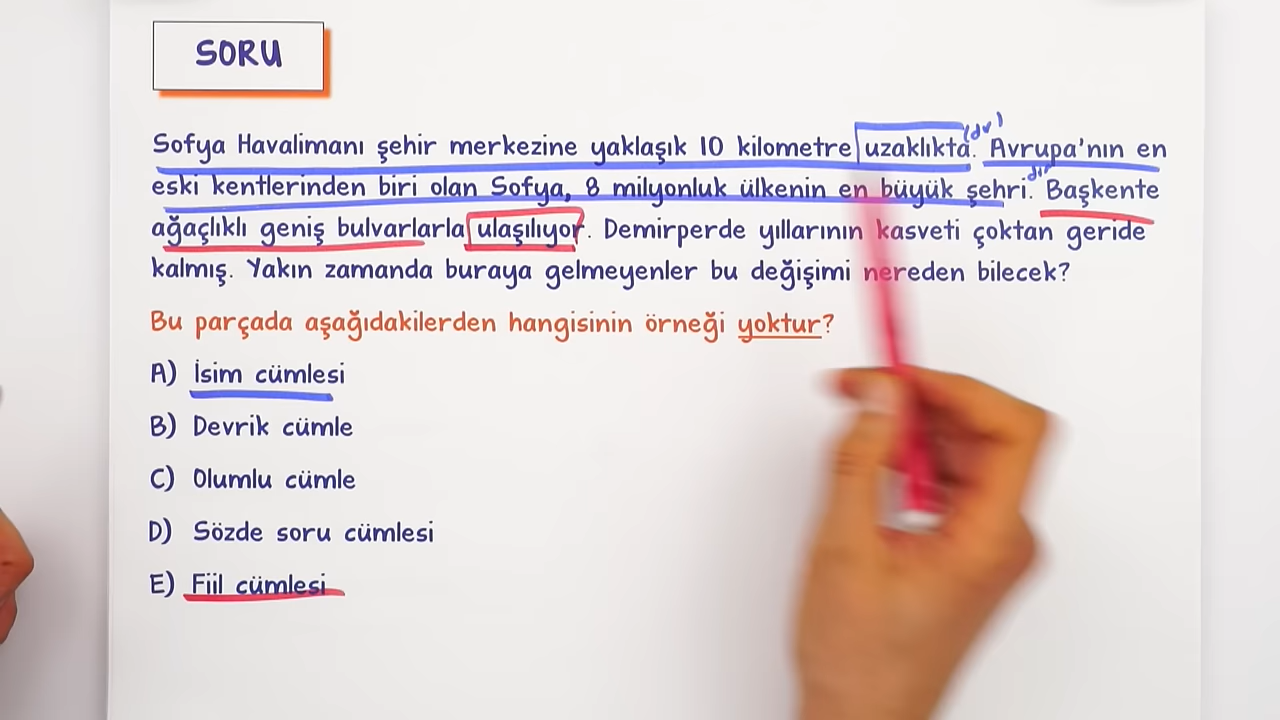 SORU
Sofya Havalimanı şehir merkezine yaklaşık 10 kilometre uzaklıkta. Avrupa'nın en
(dır)
eski kentlerinden biri olan Sofya, 8 milyonluk ülkenin en büyük şehri. Başkente
dir
ağaçlıklı geniş bulvarlarla ulaşılıyor. Demirperde yıllarının kasveti çoktan geride
kalmış. Yakın zamanda buraya gelmeyenler bu değişimi nereden bilecek?
Bu parçada aşağıdakilerden hangisinin örneği yoktur?
A) İsim cümlesi
B) Devrik cümle
C) Olumlu cümle
D) Sözde soru cümlesi
E) Fiil cümlesi